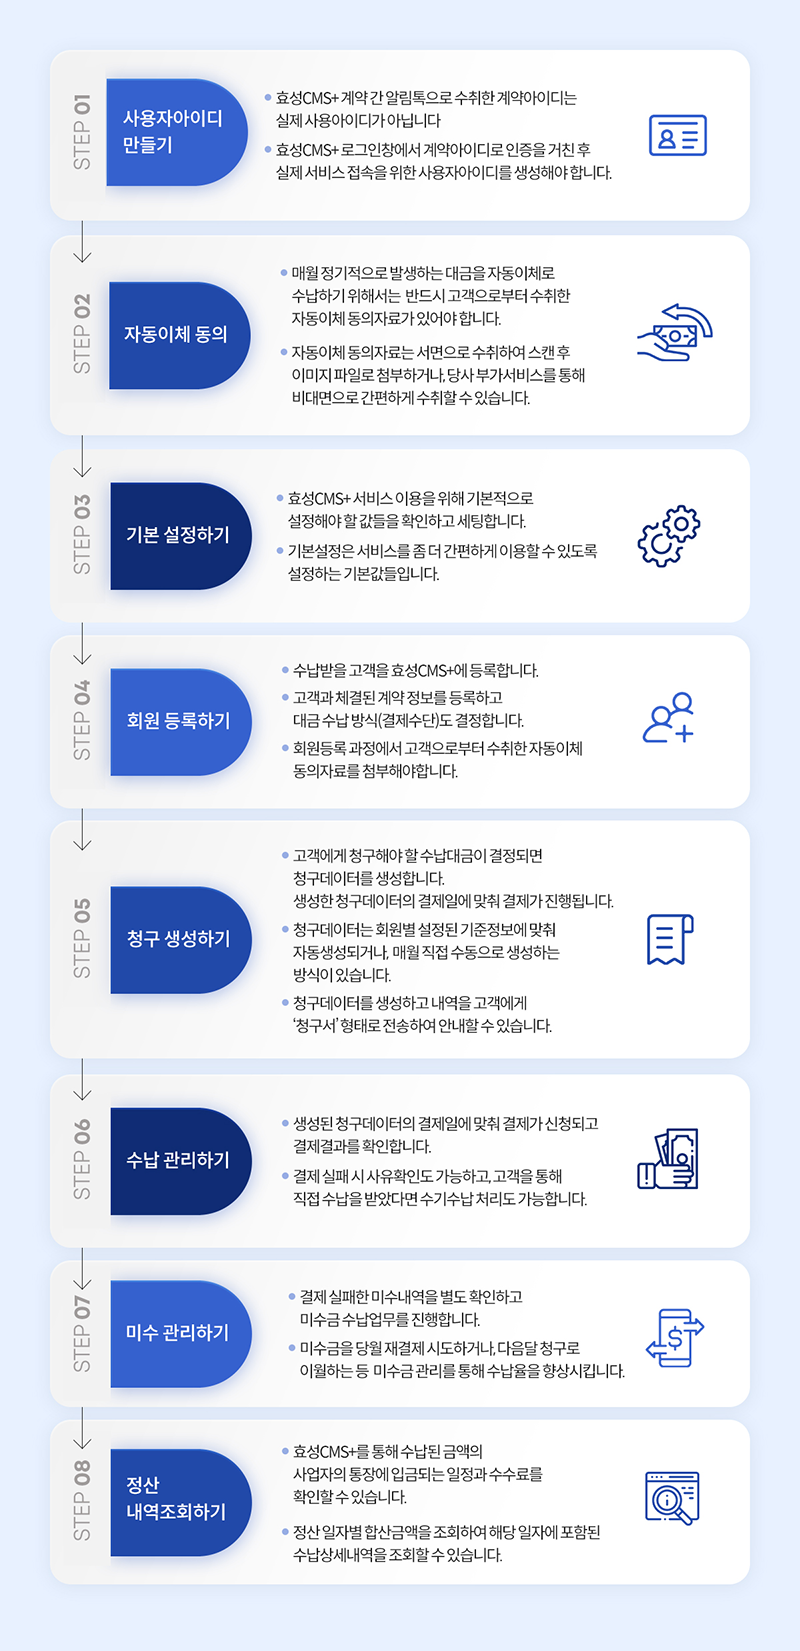 STEP 01
사용자아이디
만들기
효성CMS+ 계약 간 알림톡으로 수취한 계약아이디는
실제 사용아이디가 아닙니다
효성CMS+ 로그인창에서 계약아이디로 인증을 거친 후
실제 서비스 접속을 위한 사용자아이디를 생성해야 합니다.
STEP 02
자동이체 동의
매월 정기적으로 발생하는 대금을 자동이체로
수납하기 위해서는 반드시 고객으로부터 수취한
자동이체 동의자료가 있어야 합니다.
자동이체 동의자료는 서면으로 수취하여 스캔 후
이미지 파일로 첨부하거나, 당사 부가서비스를 통해
비대면으로 간편하게 수취할 수 있습니다.
STEP 03
기본 설정하기
효성CMS+ 서비스 이용을 위해 기본적으로
설정해야 할 값들을 확인하고 세팅합니다.
기본설정은 서비스를 좀 더 간편하게 이용할 수 있도록
설정하는 기본값들입니다.
STEP 04
회원 등록하기
수납받을 고객을 효성CMS+에 등록합니다.
고객과 체결된 계약 정보를 등록하고
대금 수납 방식(결제수단)도 결정합니다.
회원등록 과정에서 고객으로부터 수취한 자동이체
동의자료를 첨부해야합니다.
STEP 05
청구 생성하기
고객에게 청구해야 할 수납대금이 결정되면
청구데이터를 생성합니다.
생성한 청구데이터의 결제일에 맞춰 결제가 진행됩니다.
청구데이터는 회원별 설정된 기준정보에 맞춰
자동생성되거나, 매월 직접 수동으로 생성하는
방식이 있습니다.
청구데이터를 생성하고 내역을 고객에게
‘청구서’ 형태로 전송하여 안내할 수 있습니다.
STEP 06
수납 관리하기
생성된 청구데이터의 결제일에 맞춰 결제가 신청되고
결제결과를 확인합니다.
결제 실패 시 사유확인도 가능하고, 고객을 통해
직접 수납을 받았다면 수기수납 처리도 가능합니다.
STEP 07
미수 관리하기
결제 실패한 미수내역을 별도 확인하고
미수금 수납업무를 진행합니다.
미수금을 당월 재결제 시도하거나, 다음달 청구로
이월하는 등 미수금 관리를 통해 수납율을 향상시킵니다.
STEP 08
정산
내역조회하기
효성CMS+를 통해 수납된 금액의
사업자의 통장에 입금되는 일정과 수수료를
확인할 수 있습니다.
정산 일자별 합산금액을 조회하여 해당 일자에 포함된
수납상세내역을 조회할 수 있습니다.